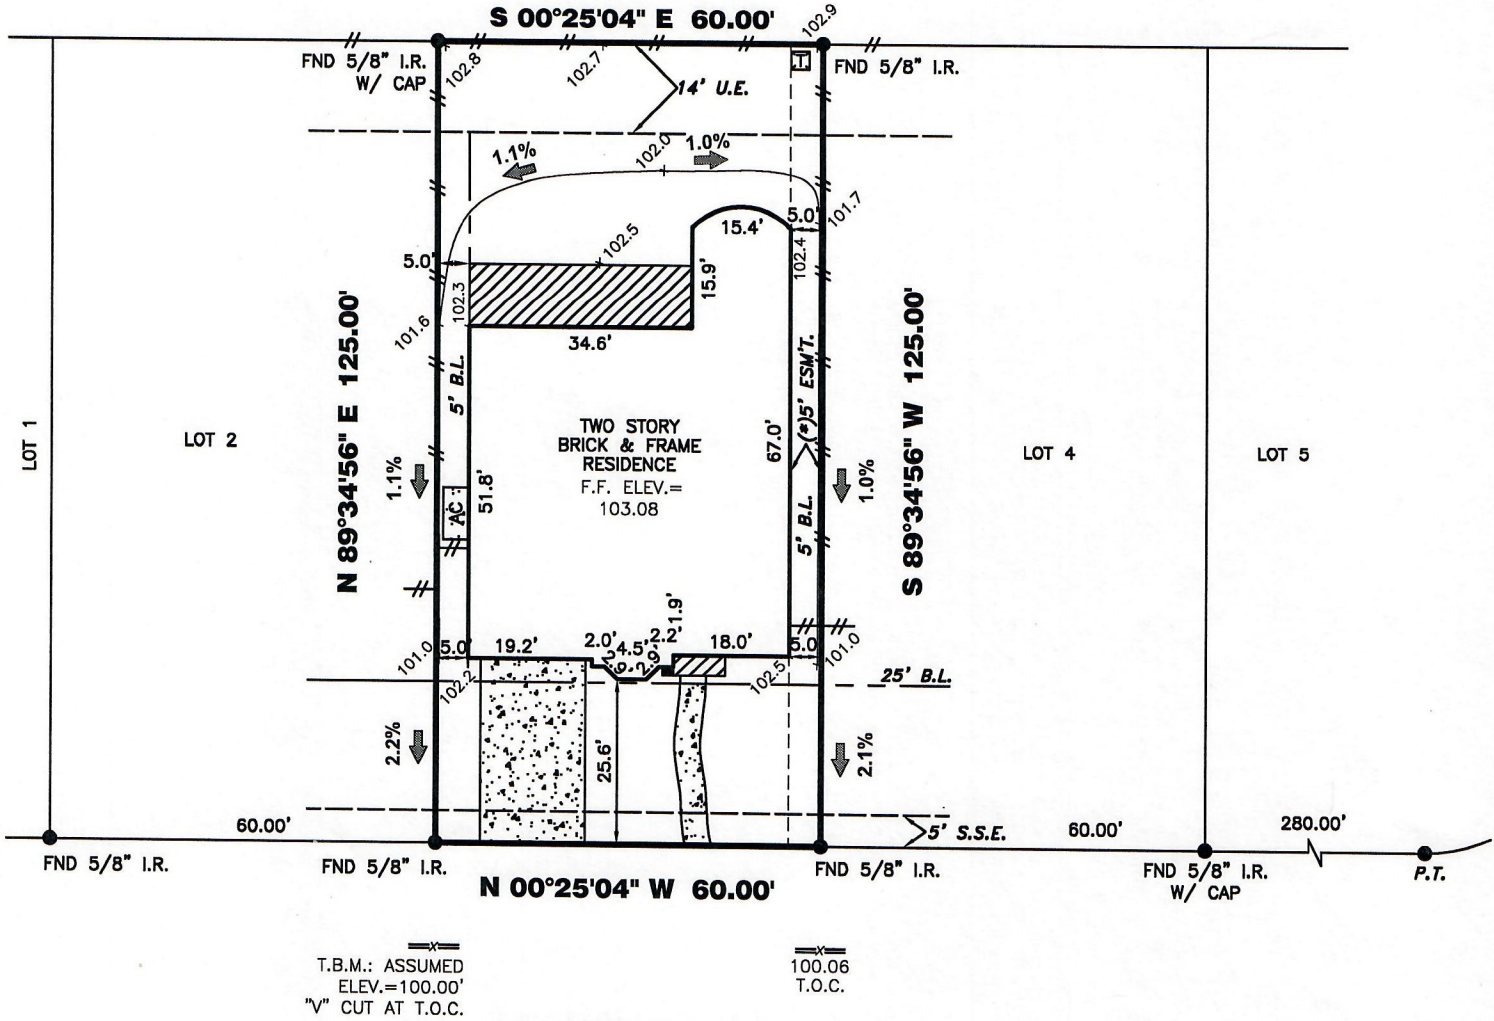 S 00°25'04" E 60.00'
102.9
FND 5/8" I.R.
W/ CAP
102.8
102.7
T
FND 5/8" I.R.
14' U.E.
1.1%
102.0
1.0%
101.7
15.4'
5.0'
102.5
102.4
5.0'
102.3
15.9'
101.6
34.6'
N 89°34'56" E 125.00'
S 89°34'56" W 125.00'
5' B.L.
(*)5' ESM'T.
LOT 1
LOT 2
TWO STORY
BRICK & FRAME
RESIDENCE
F.F. ELEV.=
103.08
67.0'
LOT 4
LOT 5
1.1%
51.8'
AC
5' B.L.
1.0%
101.0
5.0'
19.2'
2.0'
4.5'
2.9'
2.9'
2.2'
1.9'
18.0'
5.0'
101.0
102.2
102.5
25' B.L.
2.2%
25.6'
2.1%
60.00'
5' S.S.E.
60.00'
280.00'
FND 5/8" I.R.
FND 5/8" I.R.
FND 5/8" I.R.
FND 5/8" I.R.
W/ CAP
P.T.
N 00°25'04" W 60.00'
T.B.M.: ASSUMED
ELEV.=100.00'
"V" CUT AT T.O.C.
100.06
T.O.C.